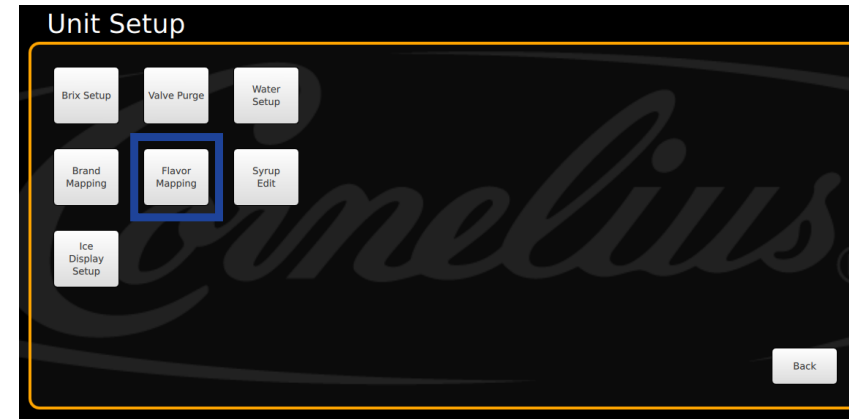 Unit Setup
Brix Setup
Valve Purge
Water
Setup
Brand
Mapping
Flavor
Mapping
Syrup
Edit
Ice
Display
Setup
Cornelius
Back